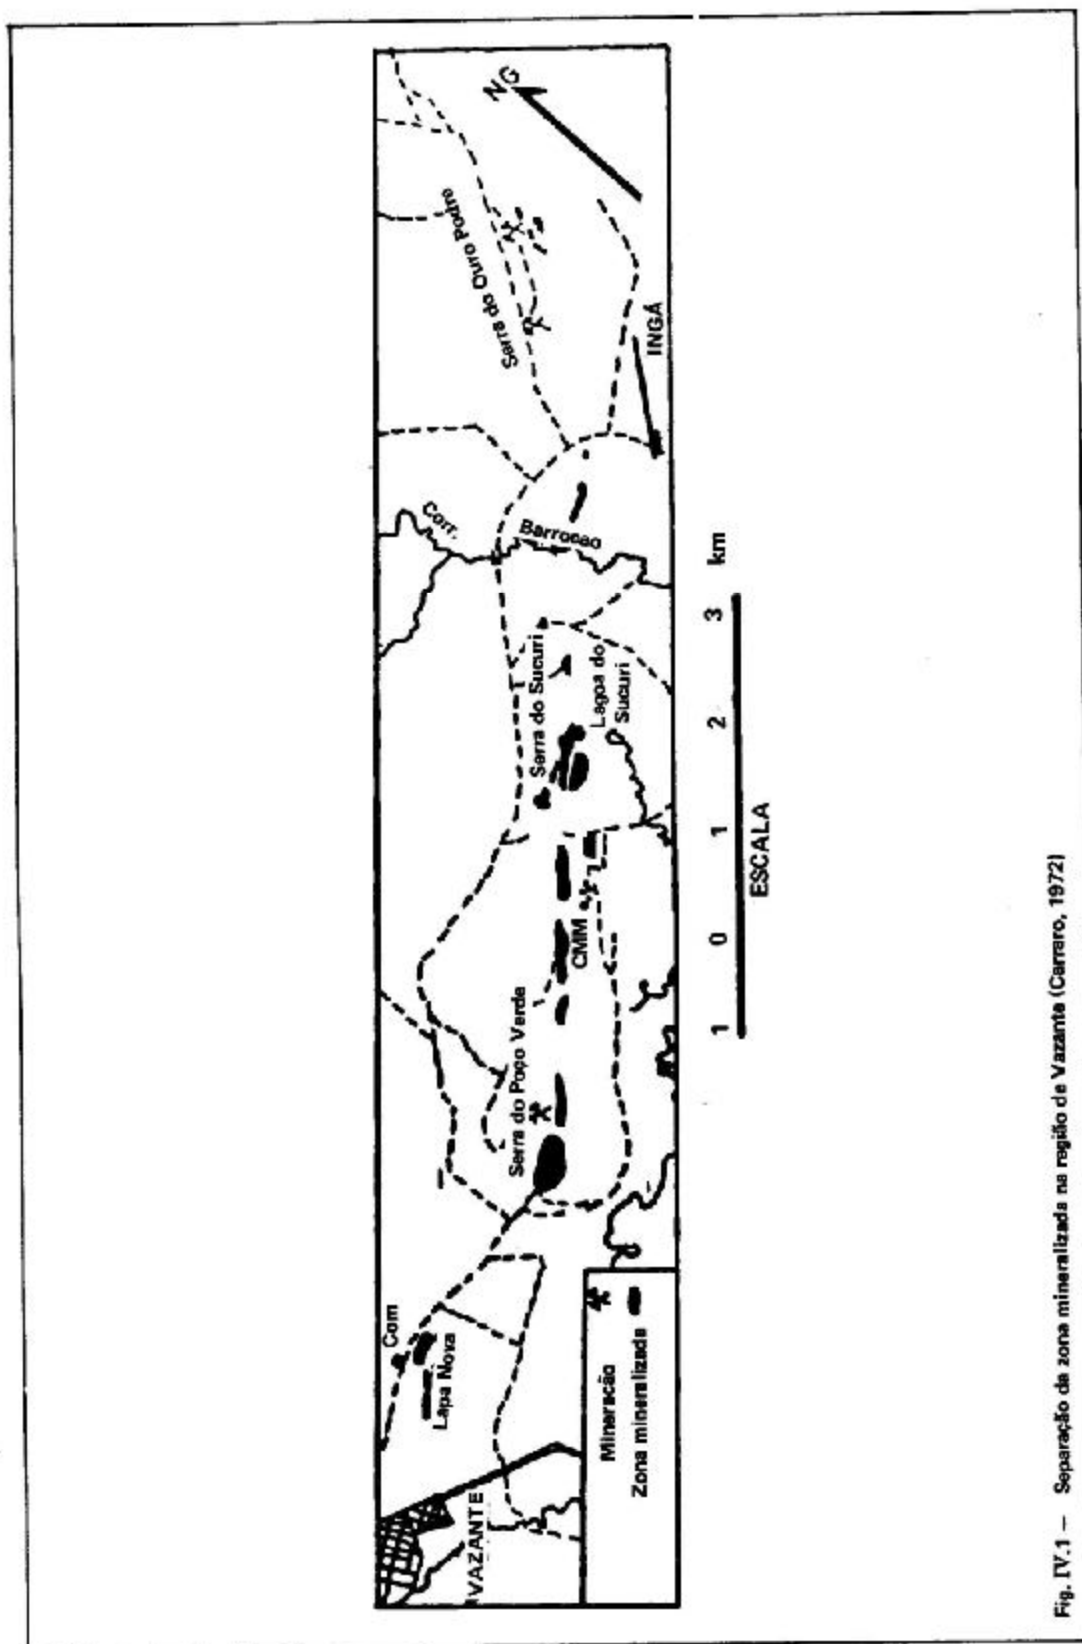 NG
Serra do Ouro Podre
INGÁ
Corr.
Barrocao
Serra do Sucuri
Lagoa do
Sucuri
CMM
Serra do Poço Verde
Com
Lapa Nova
VAZANTE
Mineração
Zona mineralizada
1 0 1 2 3 km
ESCALA
Fig. IV.1 — Separação da zona mineralizada na região de Vazante (Carraro, 1972)